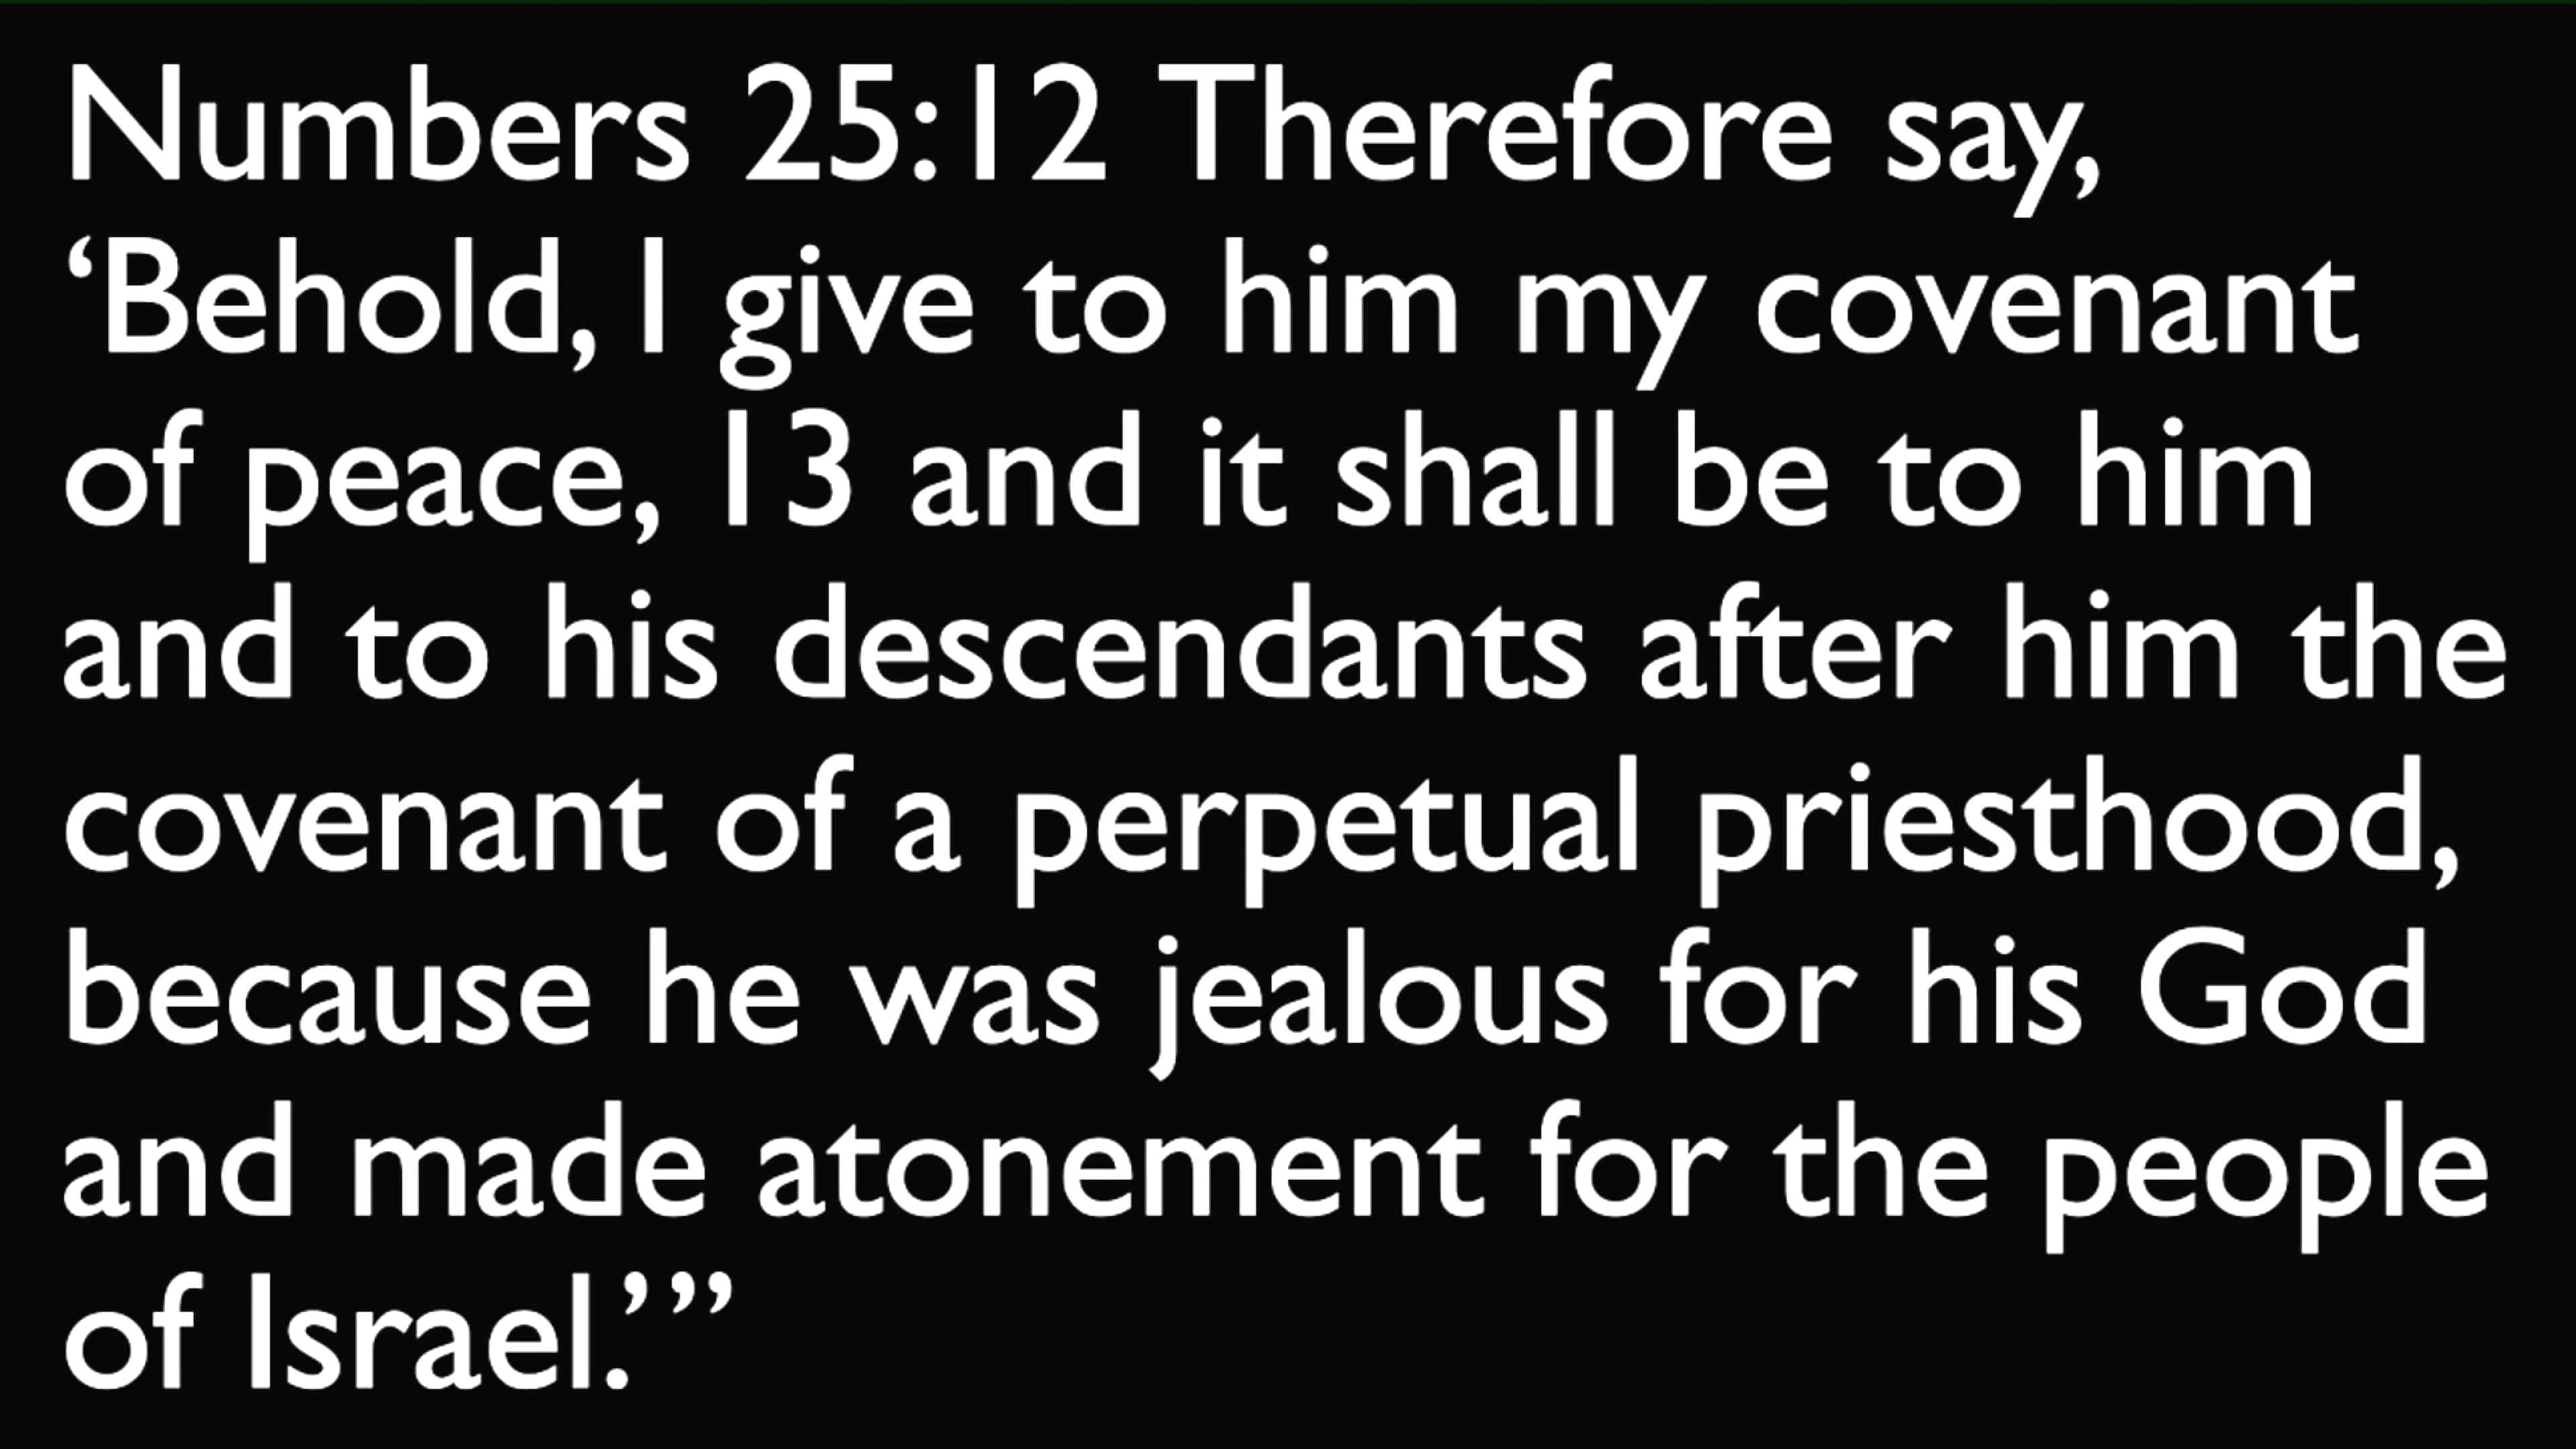 Numbers 25:12 Therefore say,
‘Behold, I give to him my covenant
of peace, 13 and it shall be to him
and to his descendants after him the
covenant of a perpetual priesthood,
because he was jealous for his God
and made atonement for the people
of Israel.’”